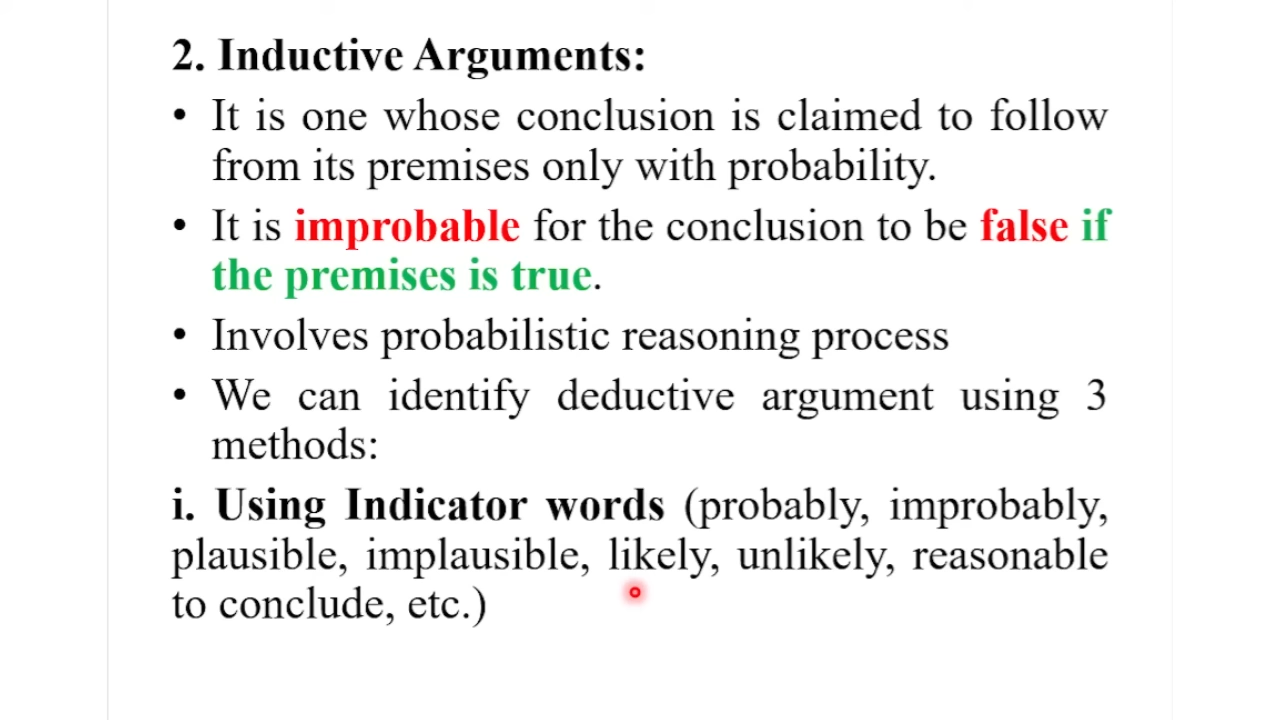 2. Inductive Arguments:
• It is one whose conclusion is claimed to follow
from its premises only with probability.
• It is improbable for the conclusion to be false if
the premises is true.
• Involves probabilistic reasoning process
• We can identify deductive argument using 3
methods:
i. Using Indicator words (probably, improbably,
plausible, implausible, likely, unlikely, reasonable
to conclude, etc.)